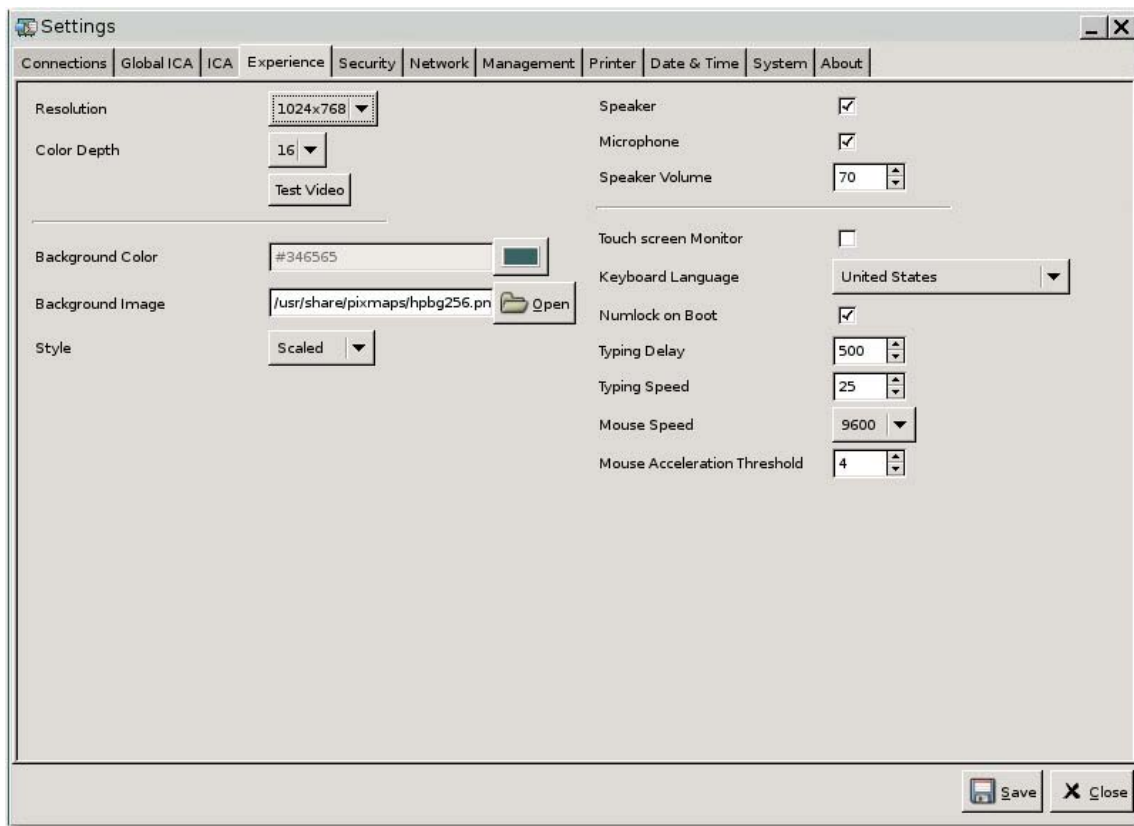 Settings
Connections Global ICA ICA Experience Security Network Management Printer Date & Time System About
Resolution 1024x768
Color Depth 16
Test Video
Background Color #346565
Background Image /usr/share/pixmaps/hpbg256.pn Open
Style Scaled
Speaker
Microphone
Speaker Volume 70
Touch screen Monitor
Keyboard Language United States
Numlock on Boot
Typing Delay 500
Typing Speed 25
Mouse Speed 9600
Mouse Acceleration Threshold 4
Save Close